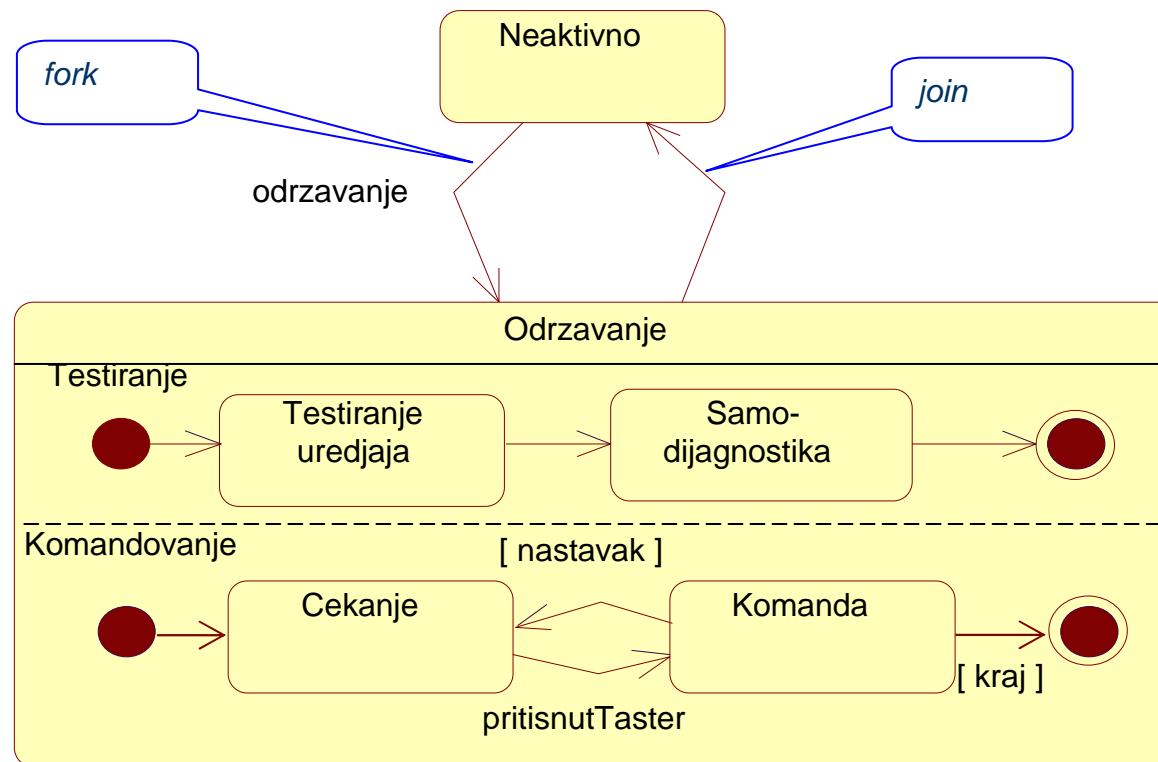 Neaktivno
fork
join
odrzavanje
Odrzavanje
Testiranje
Testiranje
uredjaja
Samo-
dijagnostika
Komandovanje
[ nastavak ]
Cekanje
Komanda
[ kraj ]
pritisnutTaster